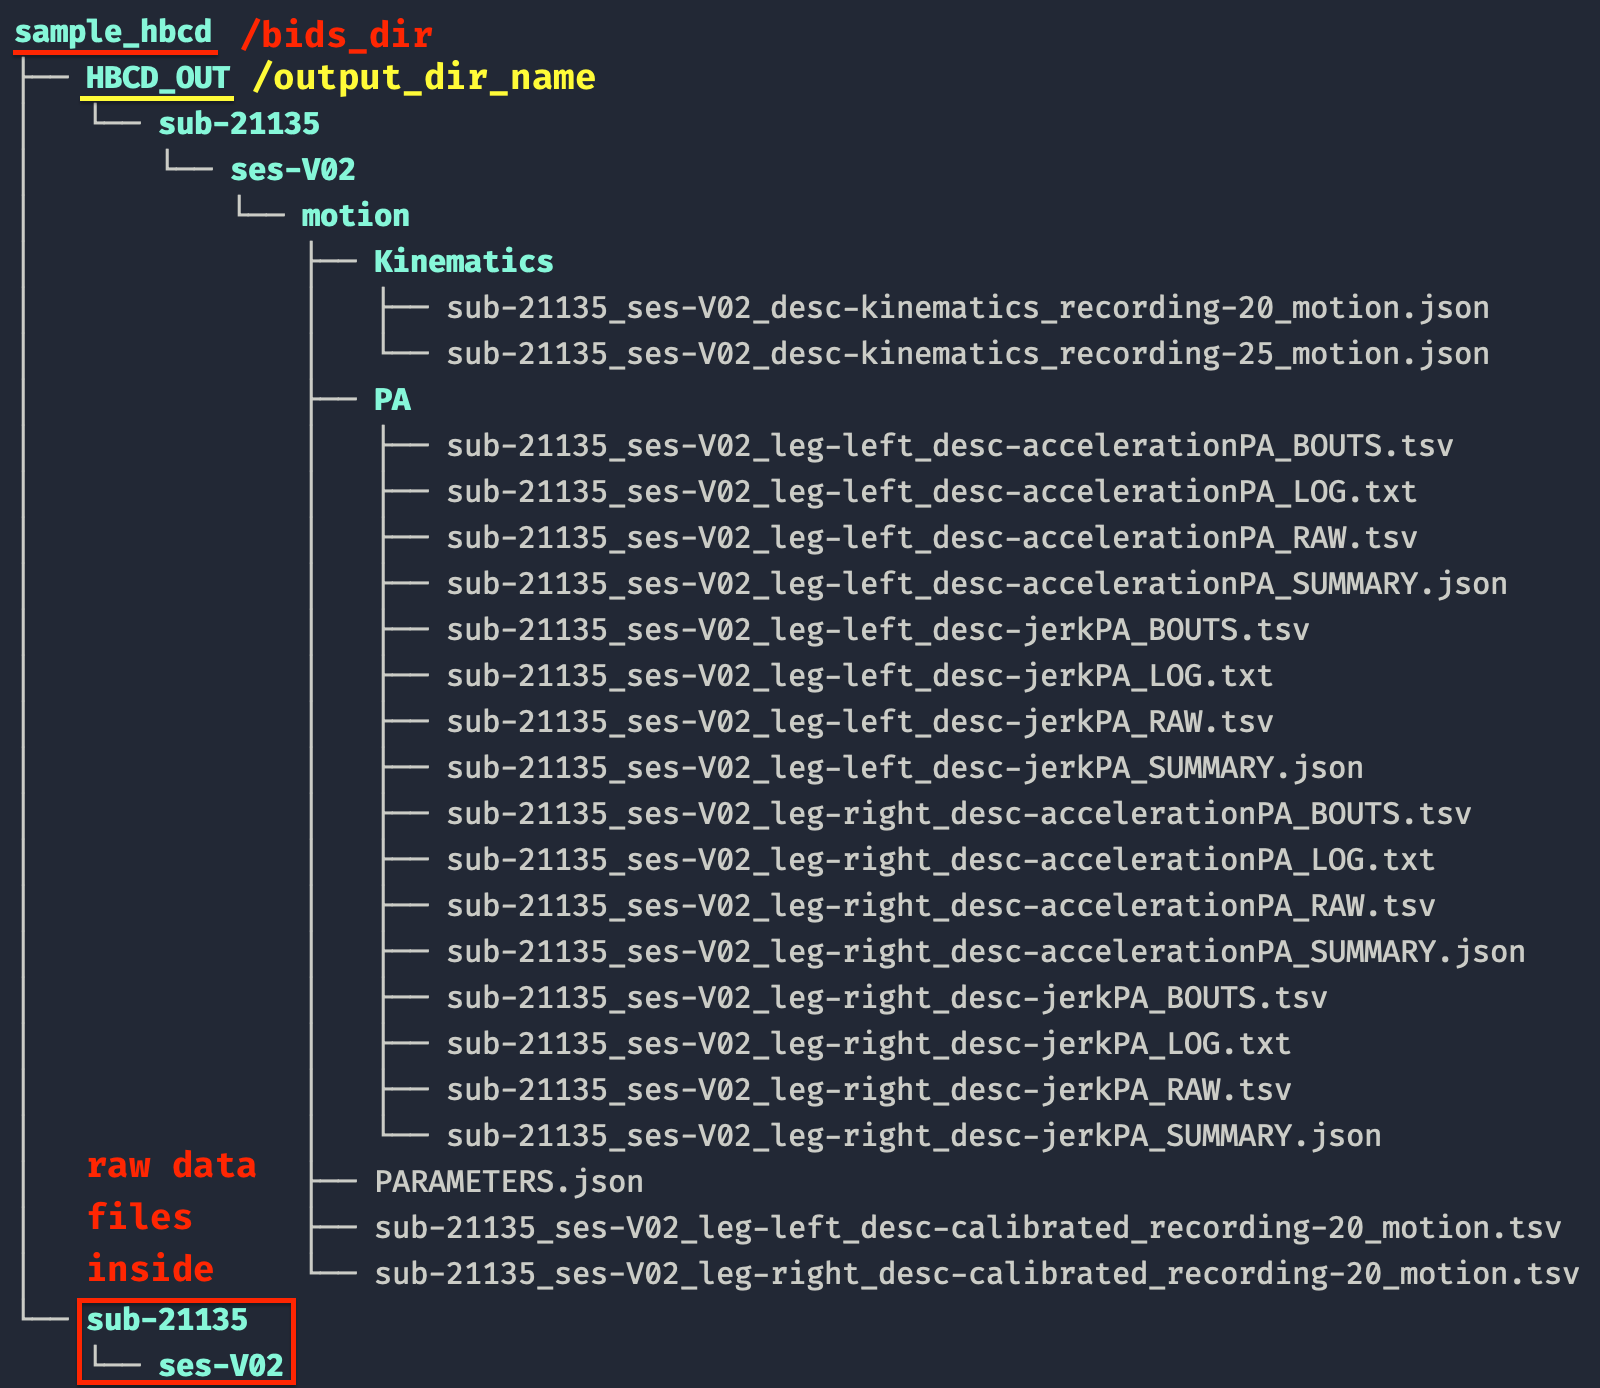 sample_hbcd /bids_dir
HBCD_OUT /output_dir_name
sub-21135
ses-V02
motion
Kinematics
sub-21135_ses-V02_desc-kinematics_recording-20_motion.json
sub-21135_ses-V02_desc-kinematics_recording-25_motion.json
PA
sub-21135_ses-V02_leg-left_desc-accelerationPA_BOUTS.tsv
sub-21135_ses-V02_leg-left_desc-accelerationPA_LOG.txt
sub-21135_ses-V02_leg-left_desc-accelerationPA_RAW.tsv
sub-21135_ses-V02_leg-left_desc-accelerationPA_SUMMARY.json
sub-21135_ses-V02_leg-left_desc-jerkPA_BOUTS.tsv
sub-21135_ses-V02_leg-left_desc-jerkPA_LOG.txt
sub-21135_ses-V02_leg-left_desc-jerkPA_RAW.tsv
sub-21135_ses-V02_leg-left_desc-jerkPA_SUMMARY.json
sub-21135_ses-V02_leg-right_desc-accelerationPA_BOUTS.tsv
sub-21135_ses-V02_leg-right_desc-accelerationPA_LOG.txt
sub-21135_ses-V02_leg-right_desc-accelerationPA_RAW.tsv
sub-21135_ses-V02_leg-right_desc-accelerationPA_SUMMARY.json
sub-21135_ses-V02_leg-right_desc-jerkPA_BOUTS.tsv
sub-21135_ses-V02_leg-right_desc-jerkPA_LOG.txt
sub-21135_ses-V02_leg-right_desc-jerkPA_RAW.tsv
sub-21135_ses-V02_leg-right_desc-jerkPA_SUMMARY.json
PARAMETERS.json
sub-21135_ses-V02_leg-left_desc-calibrated_recording-20_motion.tsv
sub-21135_ses-V02_leg-right_desc-calibrated_recording-20_motion.tsv
raw data
files
inside
sub-21135
ses-V02